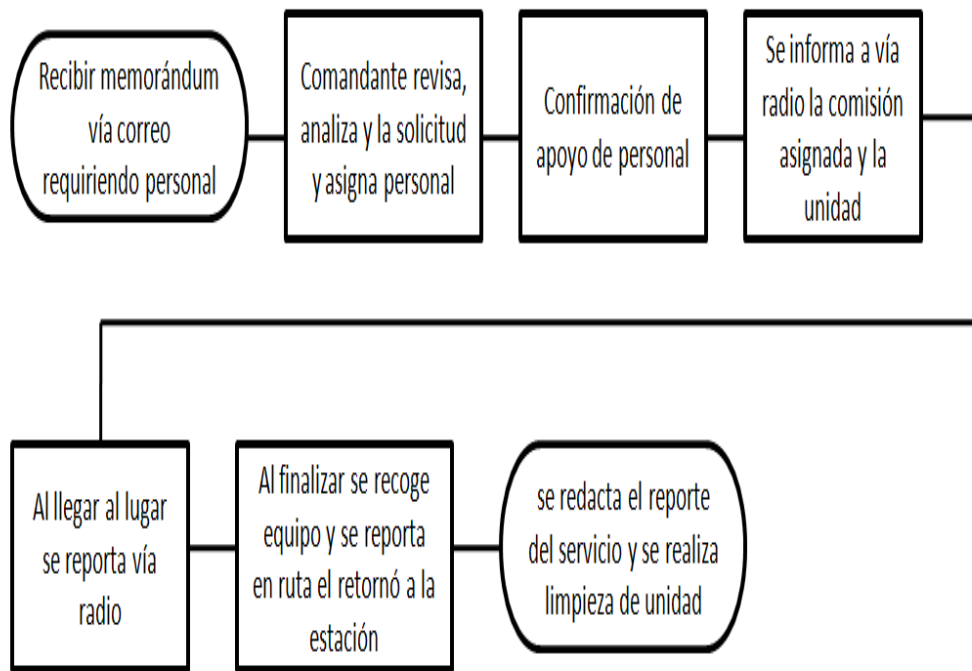 Recibir memorándum
vía correo
requiriendo personal
Comandante revisa,
analiza y la solicitud
y asigna personal
Confirmación de
apoyo de personal
Se informa a vía
radio la comisión
asignada y la
unidad
Al llegar al lugar
se reporta vía
radio
Al finalizar se recoge
equipo y se reporta
en ruta el retornó a la
estación
se redacta el reporte
del servicio y se realiza
limpieza de unidad